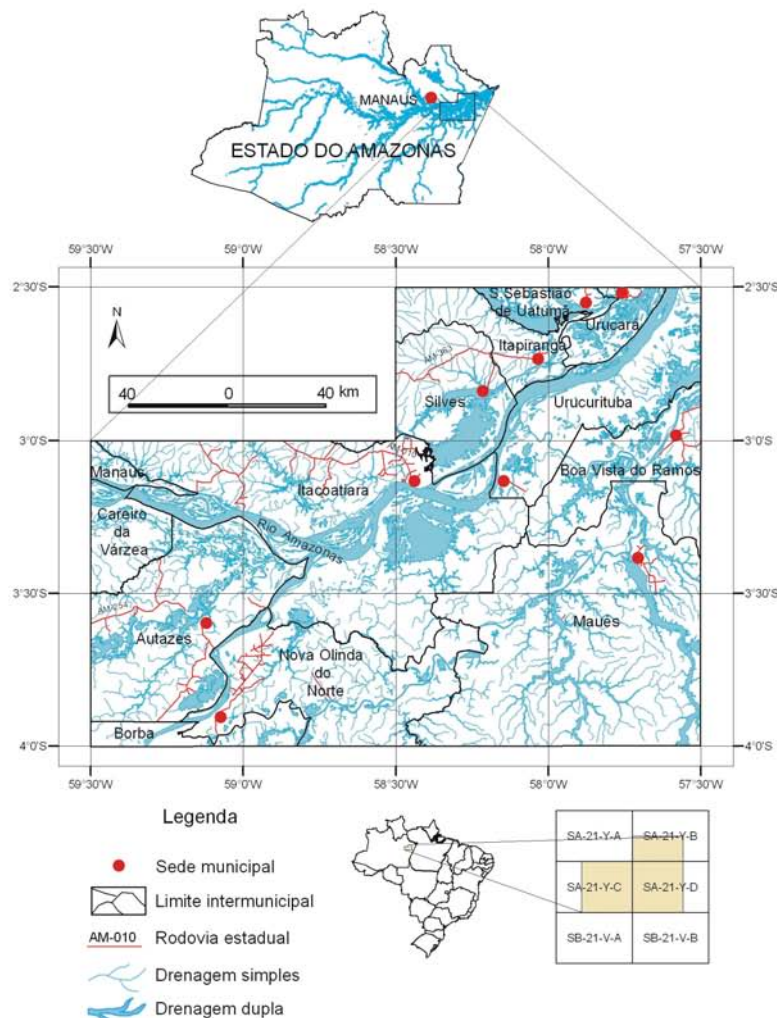 MANAUS
ESTADO DO AMAZONAS
59°30'W
59°0'W
58°30'W
58°0'W
57°30'W
2°30'S
2°30'S
N
40 0 40 km
S.Sebastião
de Uatumã
Urucará
Itapiranga
AM-363
Silves
Urucurituba
3°0'S
3°0'S
Manaus
Itacoatiara
Boa Vista do Ramos
Careiro
da
Várzea
Rio Amazonas
3°30'S
3°30'S
AM-254
Autazes
Maués
Nova Olinda
do
Norte
Borba
4°0'S
4°0'S
59°30'W
59°0'W
58°30'W
58°0'W
57°30'W
Legenda
Sede municipal
Limite intermunicipal
AM-010 Rodovia estadual
Drenagem simples
Drenagem dupla
SA-21-Y-A SA-21-Y-B
SA-21-Y-C SA-21-Y-D
SB-21-V-A SB-21-V-B